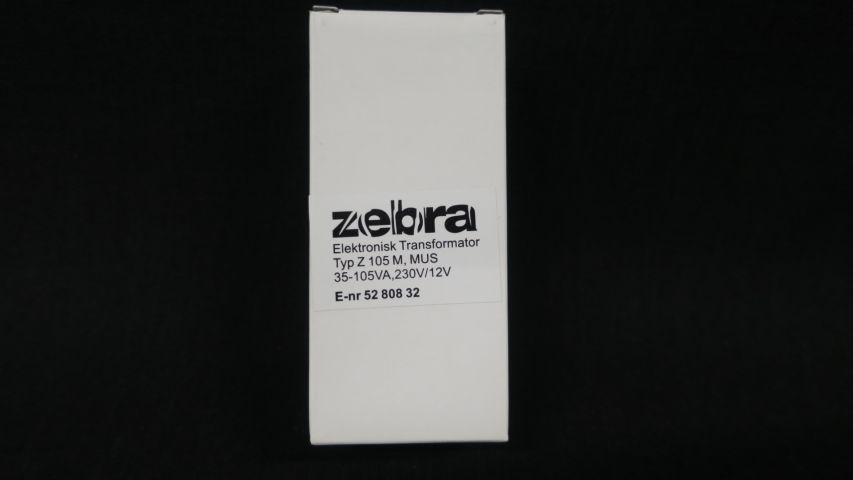 zebra
Elektronisk Transformator
Typ Z 105 M, MUS
35-105VA,230V/12V
E-nr 52 808 32